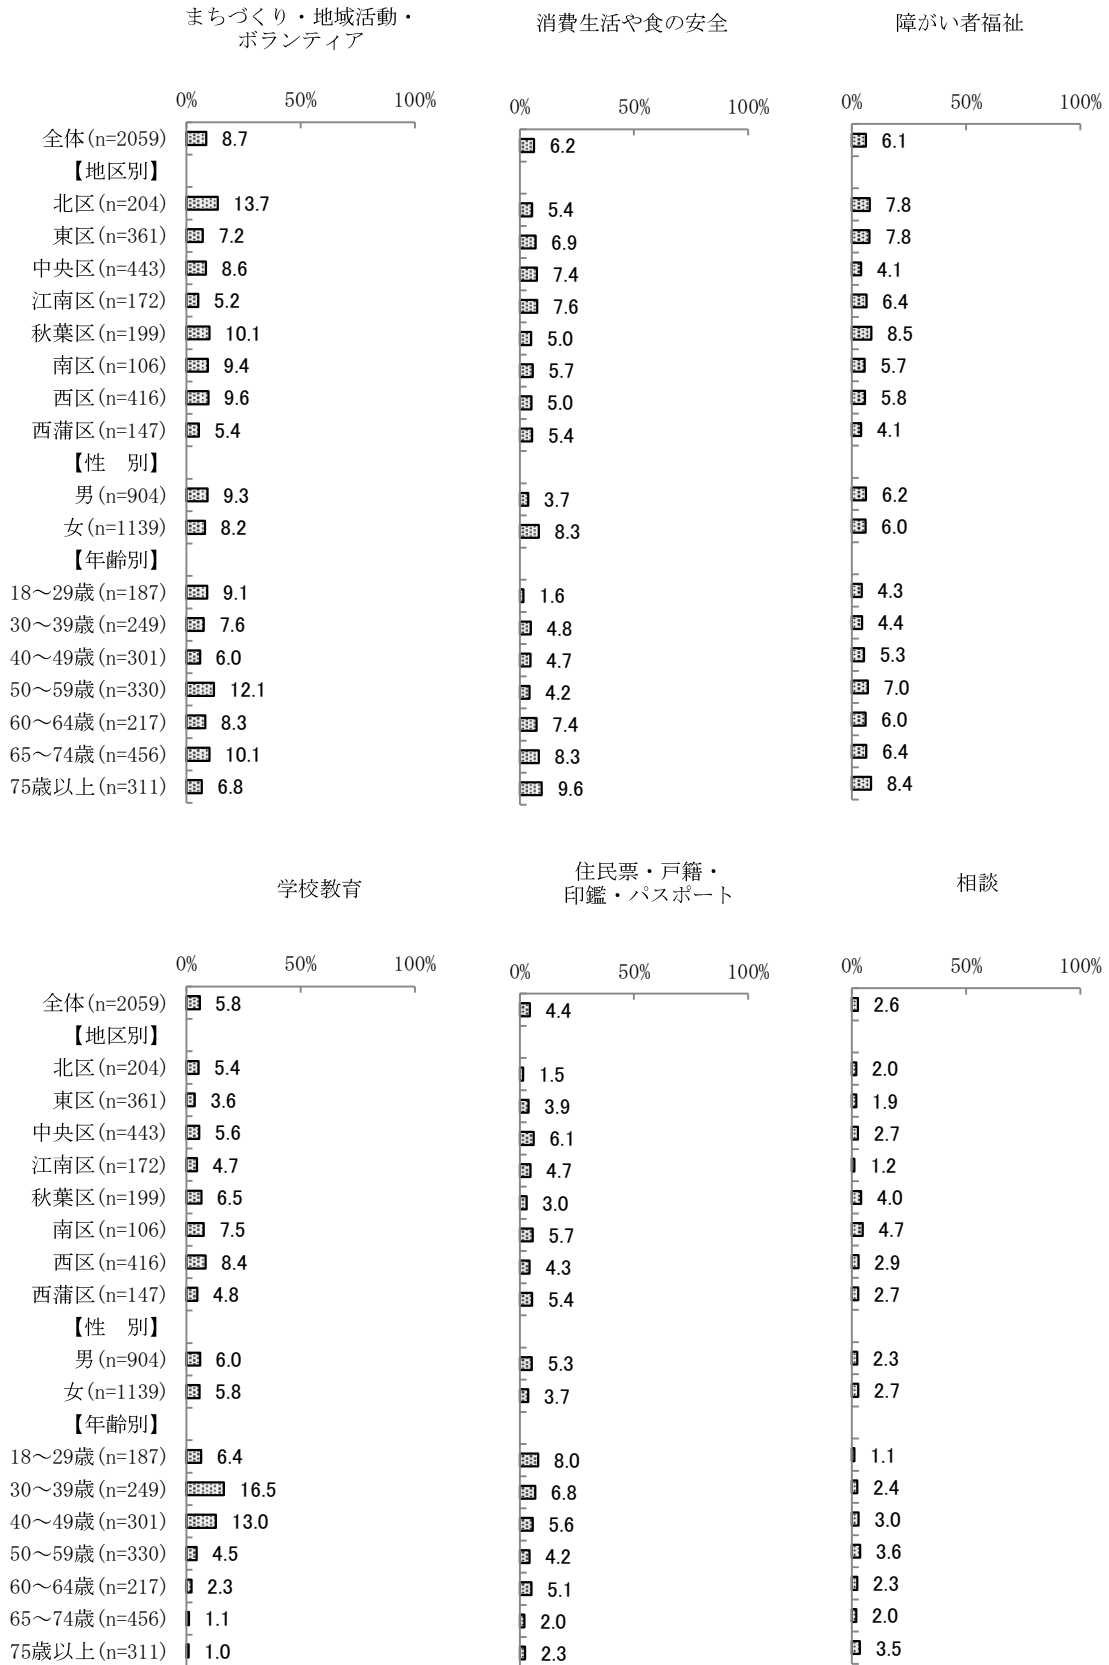 まちづくり・地域活動・
ボランティア
消費生活や食の安全
障がい者福祉
0% 50% 100%
0% 50% 100%
0% 50% 100%
全体(n=2059) 8.7 6.2 6.1
【地区別】
北区(n=204) 13.7 5.4 7.8
東区(n=361) 7.2 6.9 7.8
中央区(n=443) 8.6 7.4 4.1
江南区(n=172) 5.2 7.6 6.4
秋葉区(n=199) 10.1 5.0 8.5
南区(n=106) 9.4 5.7 5.7
西区(n=416) 9.6 5.0 5.8
西蒲区(n=147) 5.4 5.4 4.1
【性　別】
男(n=904) 9.3 3.7 6.2
女(n=1139) 8.2 8.3 6.0
【年齢別】
18～29歳(n=187) 9.1 1.6 4.3
30～39歳(n=249) 7.6 4.8 4.4
40～49歳(n=301) 6.0 4.7 5.3
50～59歳(n=330) 12.1 4.2 7.0
60～64歳(n=217) 8.3 7.4 6.0
65～74歳(n=456) 10.1 8.3 6.4
75歳以上(n=311) 6.8 9.6 8.4
学校教育
住民票・戸籍・
印鑑・パスポート
相談
0% 50% 100%
0% 50% 100%
0% 50% 100%
全体(n=2059) 5.8 4.4 2.6
【地区別】
北区(n=204) 5.4 1.5 2.0
東区(n=361) 3.6 3.9 1.9
中央区(n=443) 5.6 6.1 2.7
江南区(n=172) 4.7 4.7 1.2
秋葉区(n=199) 6.5 3.0 4.0
南区(n=106) 7.5 5.7 4.7
西区(n=416) 8.4 4.3 2.9
西蒲区(n=147) 4.8 5.4 2.7
【性　別】
男(n=904) 6.0 5.3 2.3
女(n=1139) 5.8 3.7 2.7
【年齢別】
18～29歳(n=187) 6.4 8.0 1.1
30～39歳(n=249) 16.5 6.8 2.4
40～49歳(n=301) 13.0 5.6 3.0
50～59歳(n=330) 4.5 4.2 3.6
60～64歳(n=217) 2.3 5.1 2.3
65～74歳(n=456) 1.1 2.0 2.0
75歳以上(n=311) 1.0 2.3 3.5